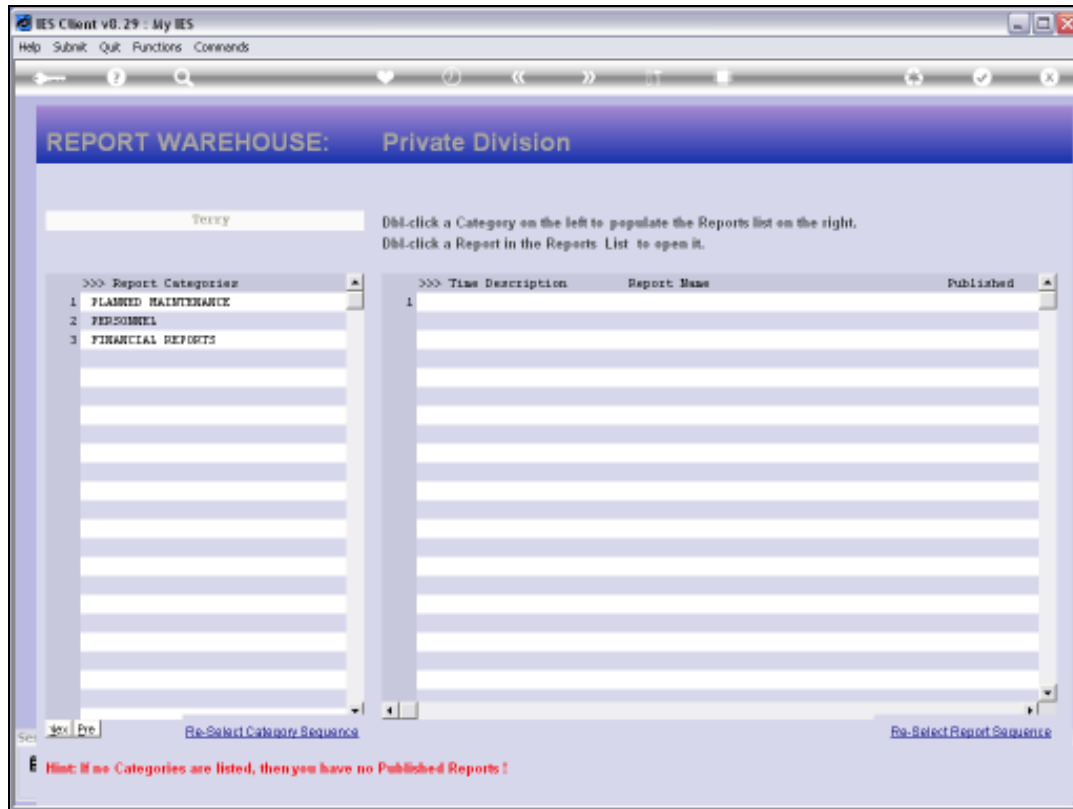 IES Client v8.29 : My IES
Help Submit Quit Functions Commands
REPORT WAREHOUSE: Private Division
Terry
Dbl-click a Category on the left to populate the Reports list on the right.
Dbl-click a Report in the Reports List to open it.
>>> Report Categories
>>> Time Description Report Name Published
1 PLANNED MAINTENANCE
1
2 PERSONNEL
3 FINANCIAL REPORTS
Pre
Re-Select Category Sequence
Re-Select Report Sequence
Hint: If no Categories are listed, then you have no Published Reports !